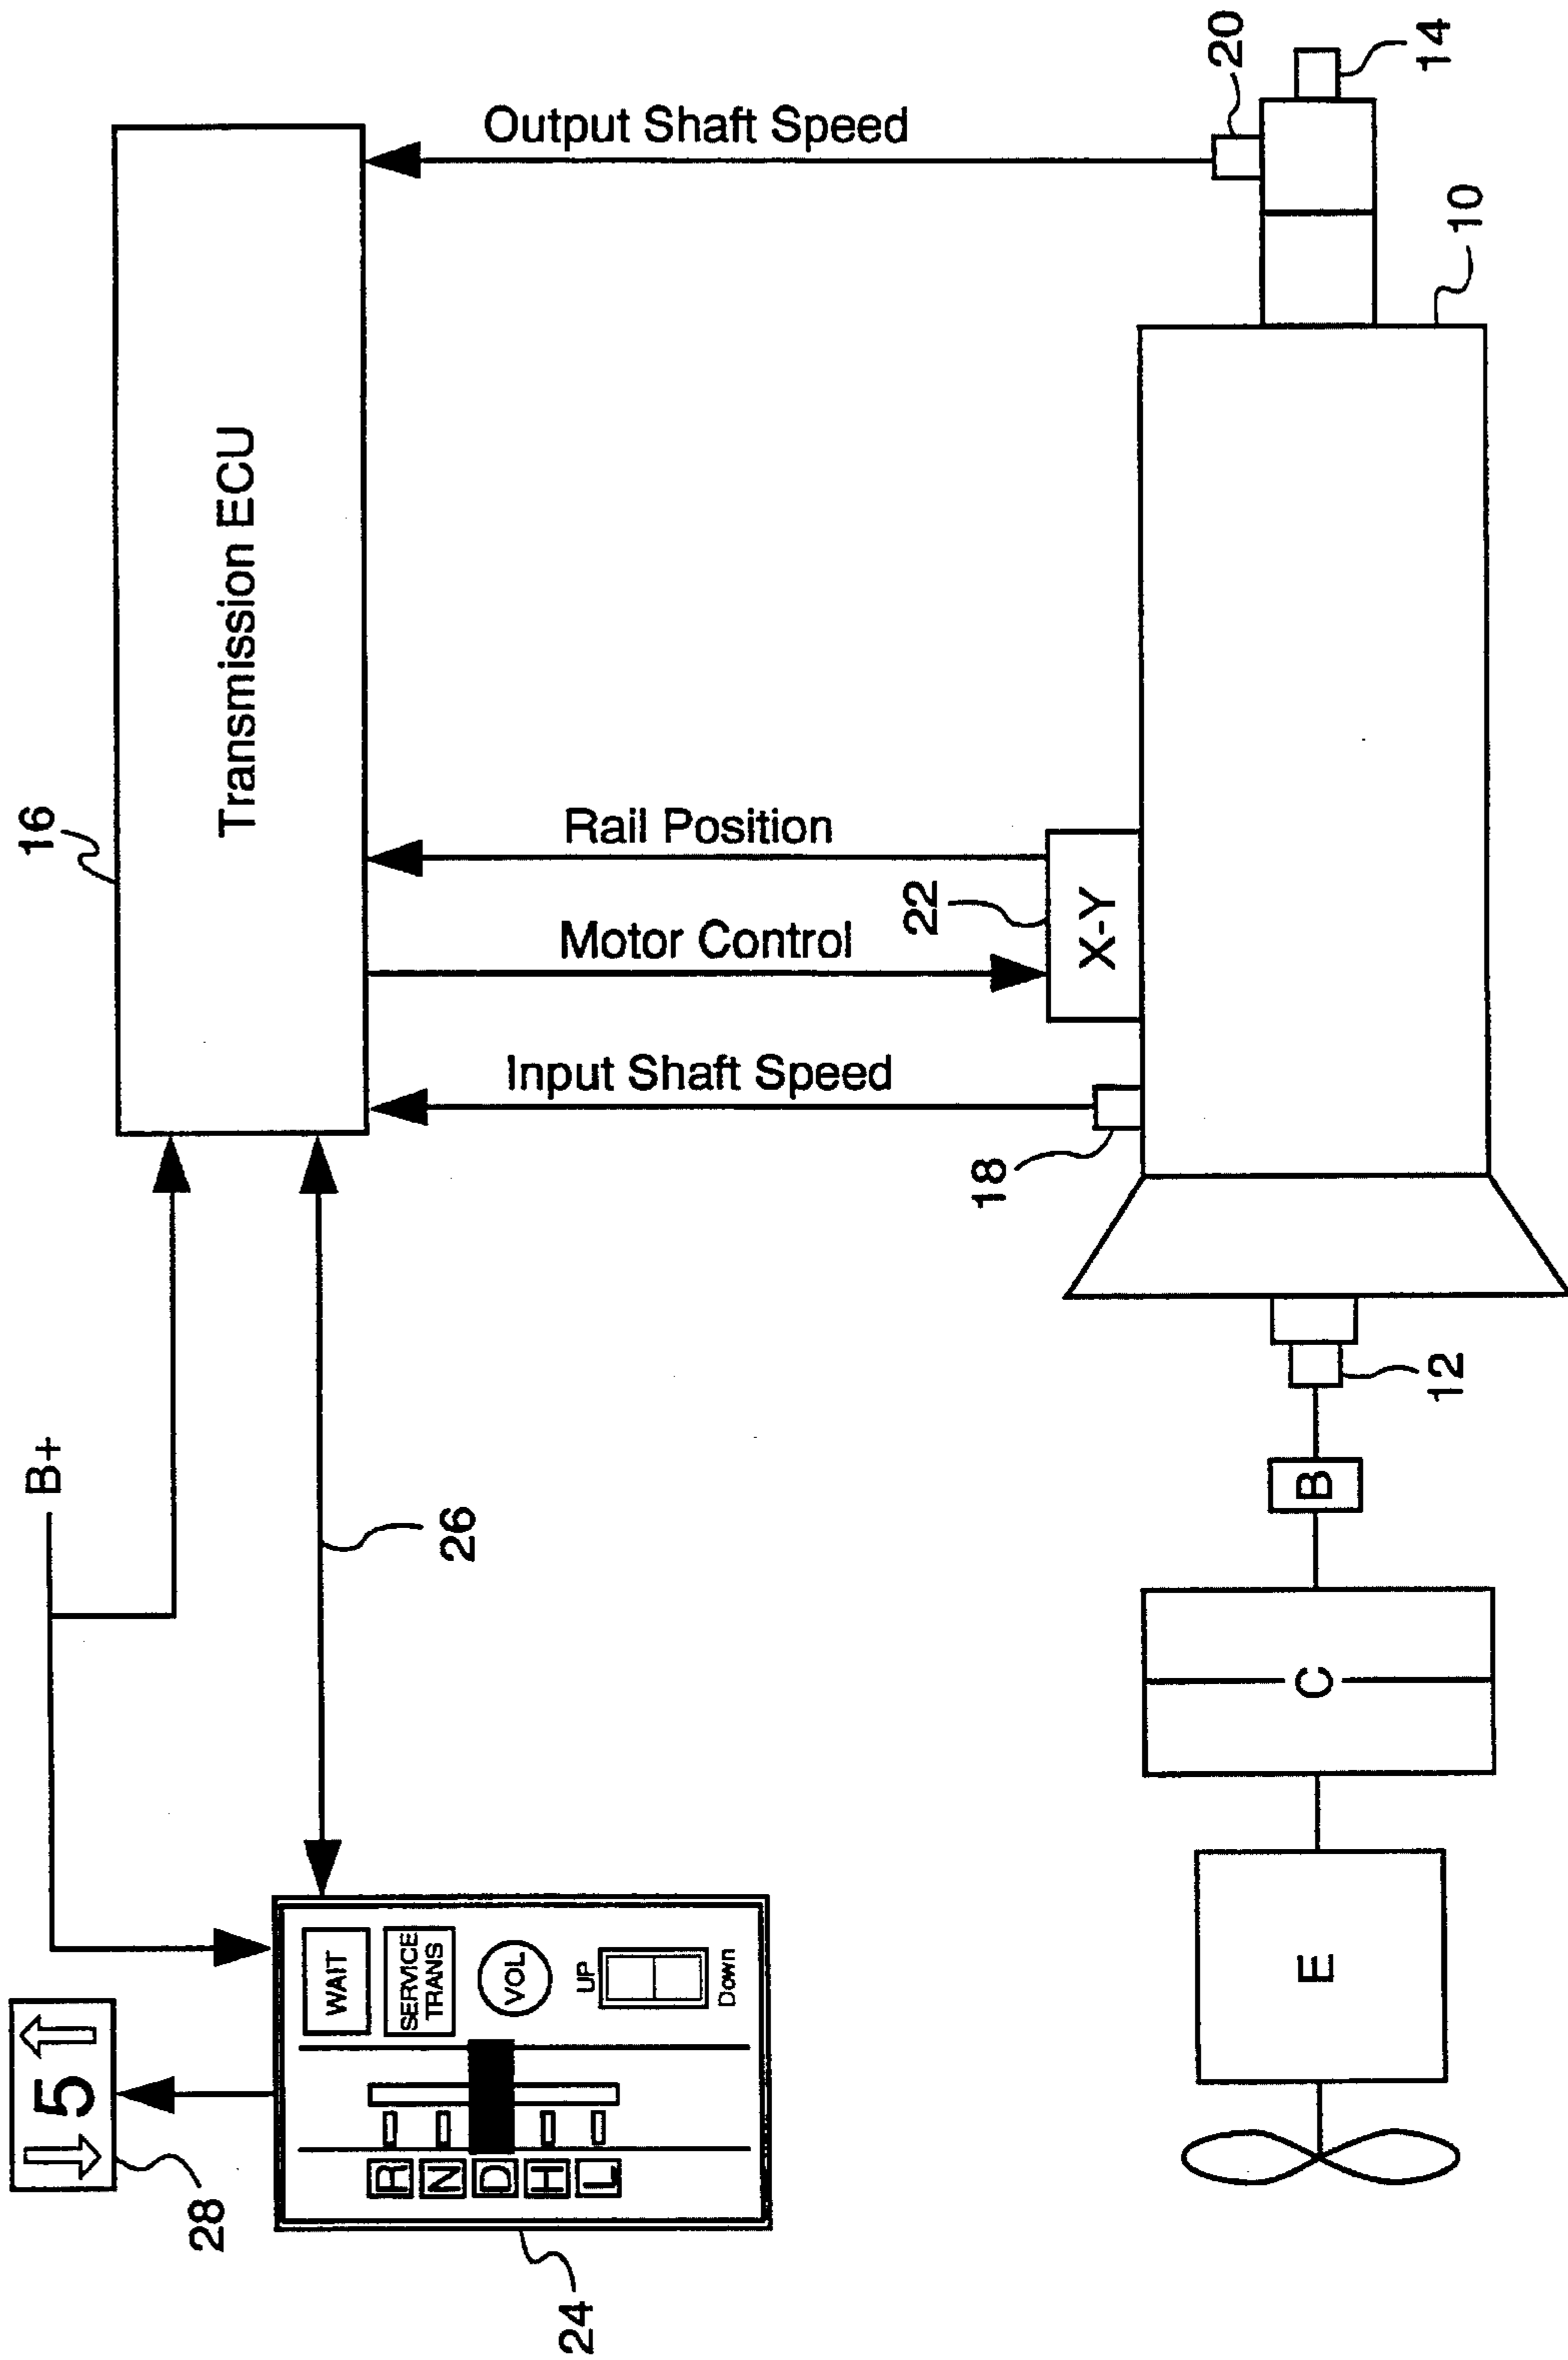 28
5
B+
16
Transmission ECU
24
R
N
D
H
L
WAIT
SERVICE
TRANS
VOL
UP
Down
26
Input Shaft Speed
Motor Control
Rail Position
Output Shaft Speed
18
22
X-Y
20
E
C
B
12
10
14